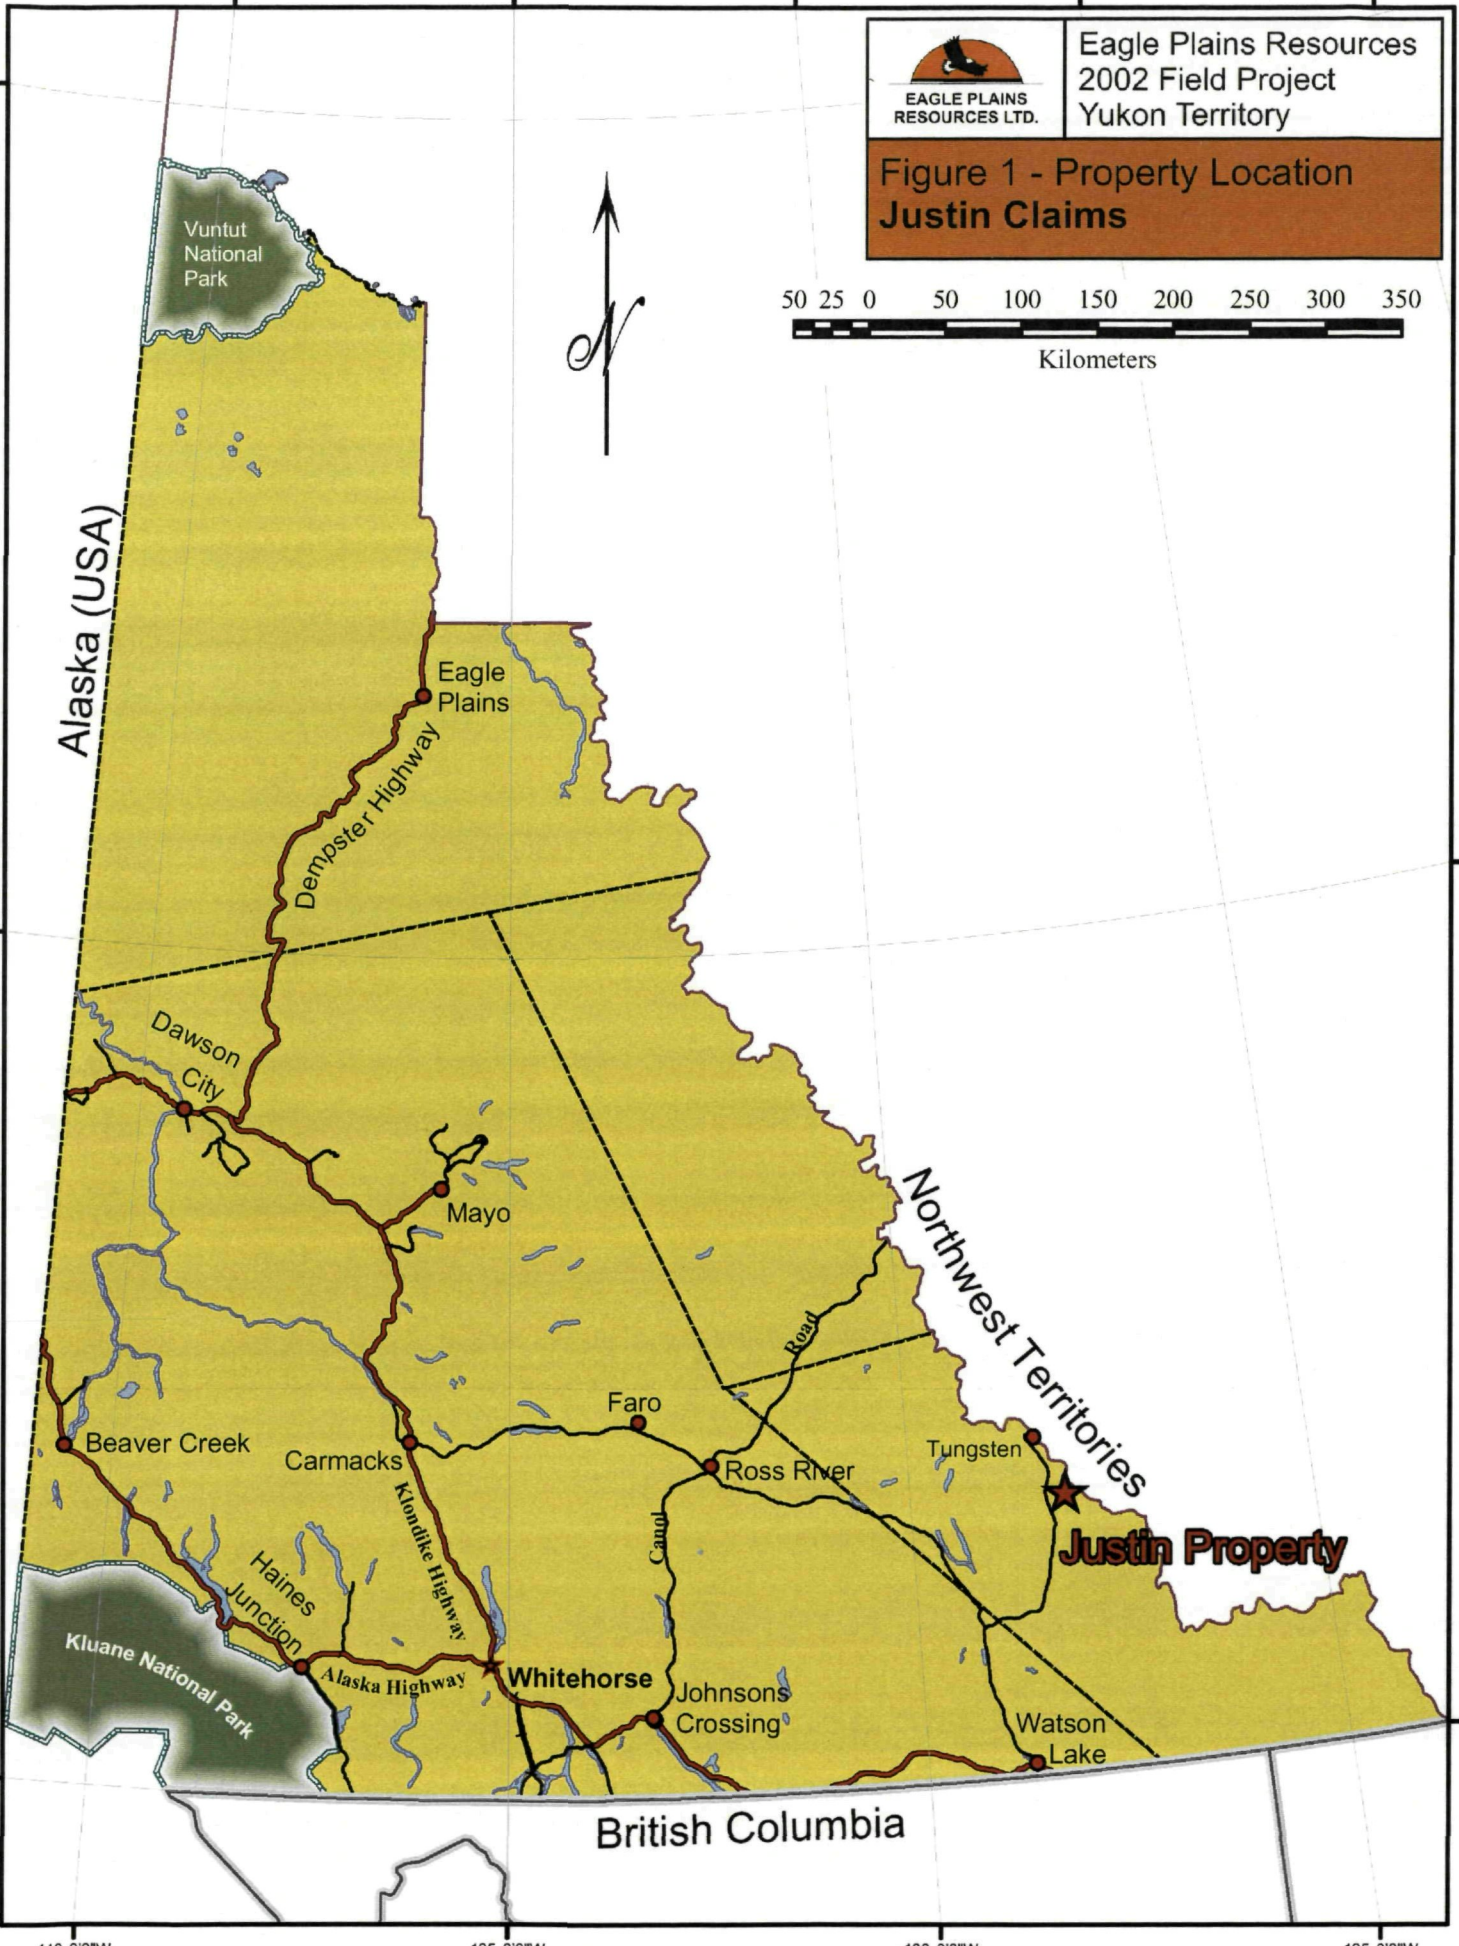 EAGLE PLAINS
RESOURCES LTD.
Eagle Plains Resources
2002 Field Project
Yukon Territory
Figure 1 - Property Location
Justin Claims
50 25 0 50 100 150 200 250 300 350
Kilometers
N
Vuntut
National
Park
Alaska (USA)
Eagle
Plains
Dempster Highway
Dawson
City
Mayo
Northwest Territories
Road
Faro
Beaver Creek
Carmacks
Ross River
Tungsten
Klondike Highway
Canol
Justin Property
Haines
Junction
Kluane National Park
Alaska Highway
Whitehorse
Johnsons
Crossing
Watson
Lake
British Columbia